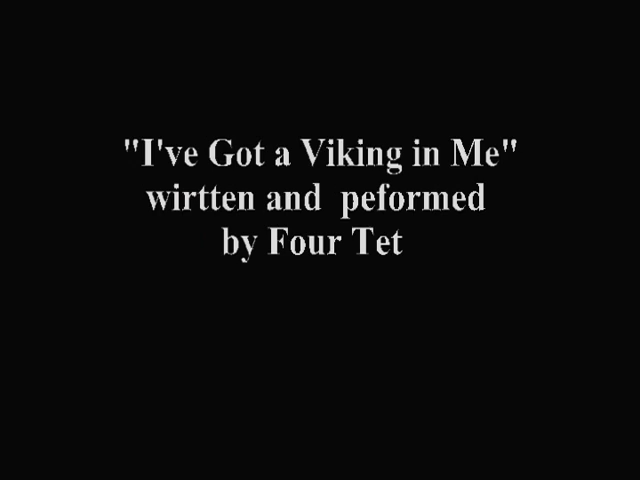 "I've Got a Viking in Me"
wirtten and  peformed
by Four Tet